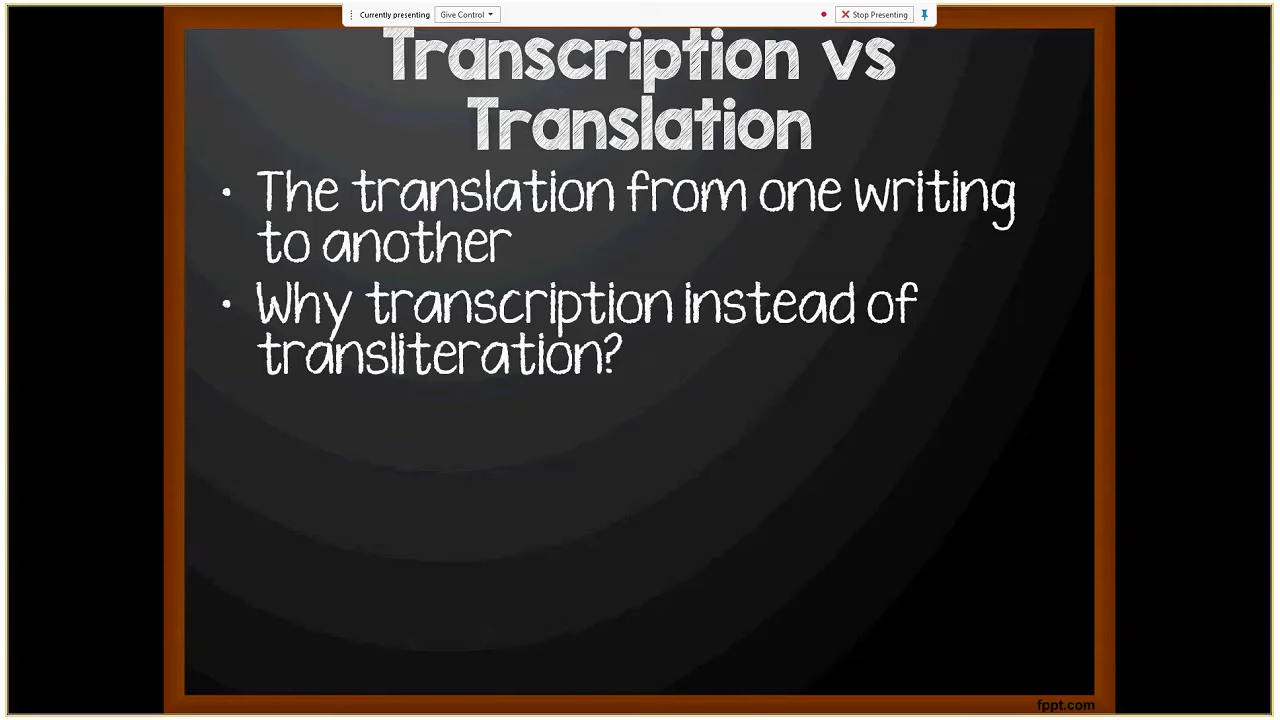 Currently presenting Give Control Stop Presenting
Transcription vs
Translation
• The translation from one writing
to another
• Why transcription instead of
transliteration?
fppt.com